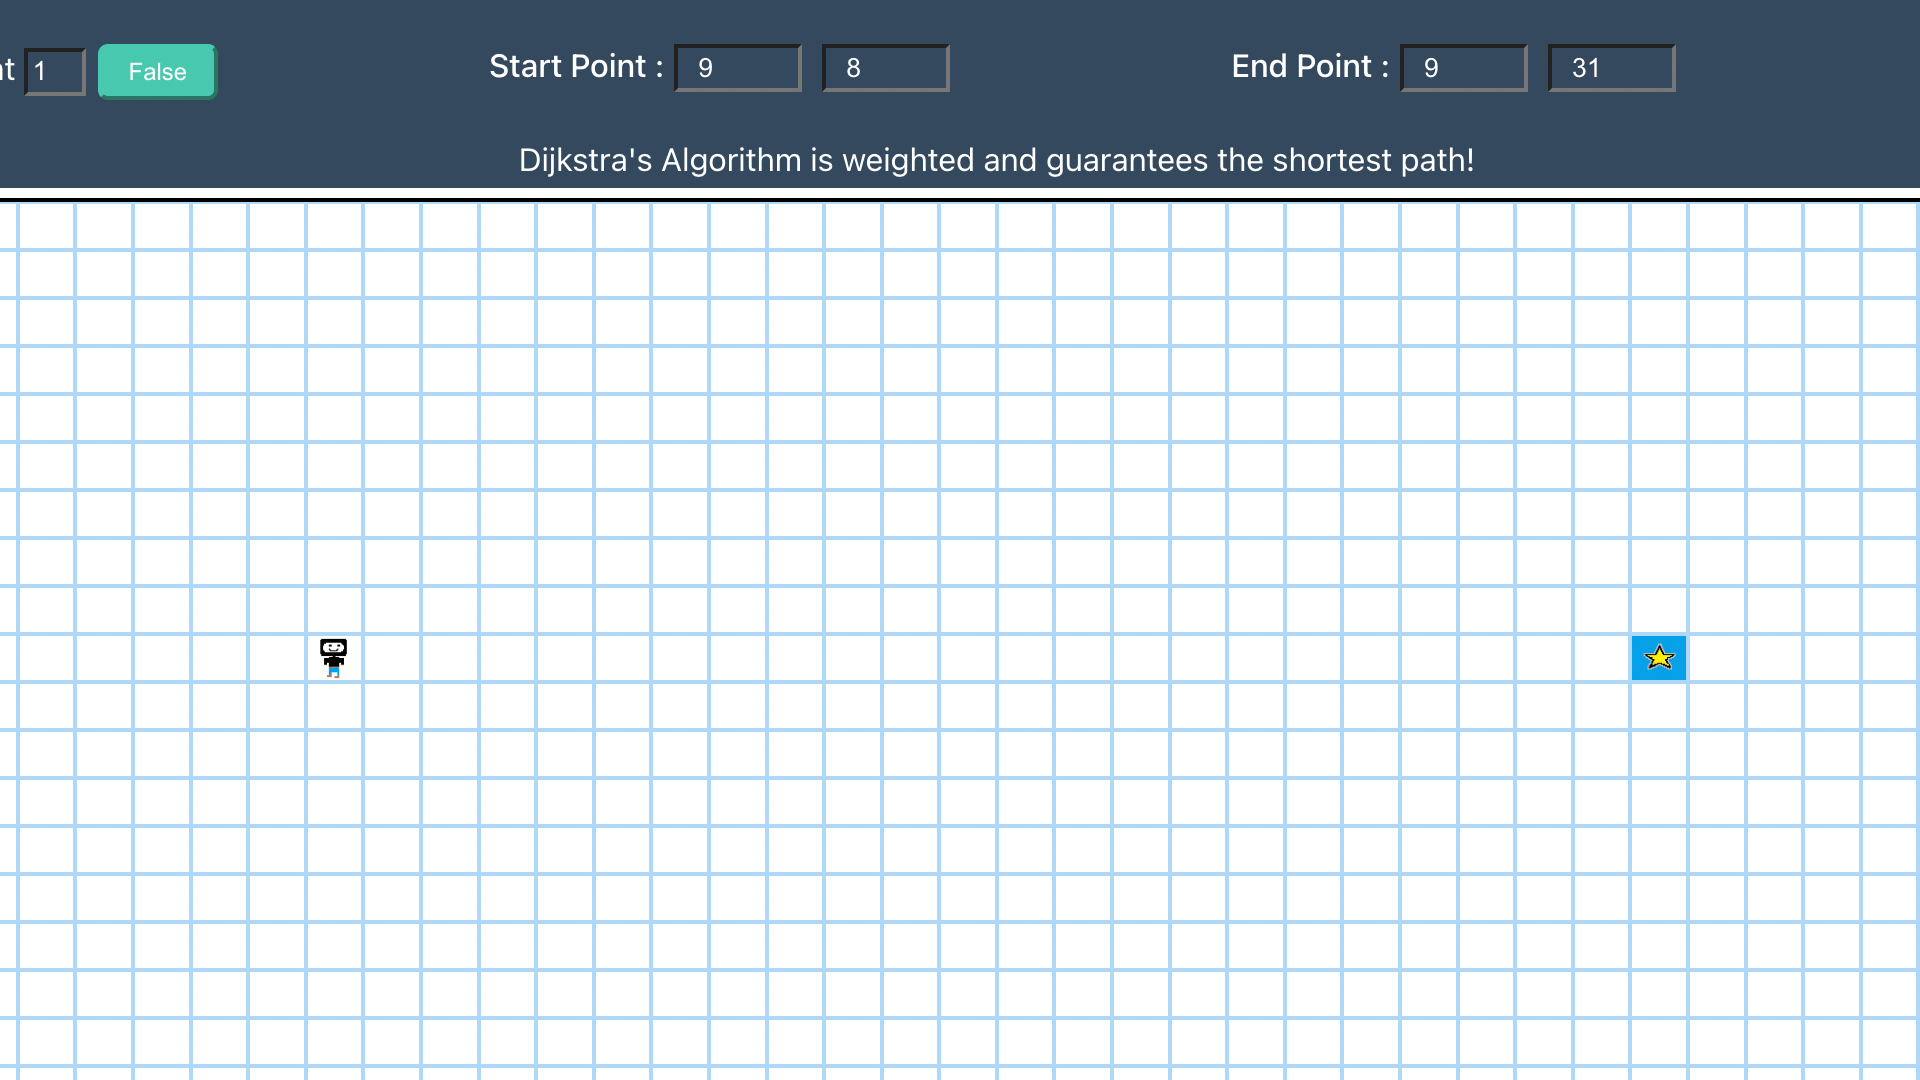 1 False Start Point : 9 8 End Point : 9 31
Dijkstra's Algorithm is weighted and guarantees the shortest path!